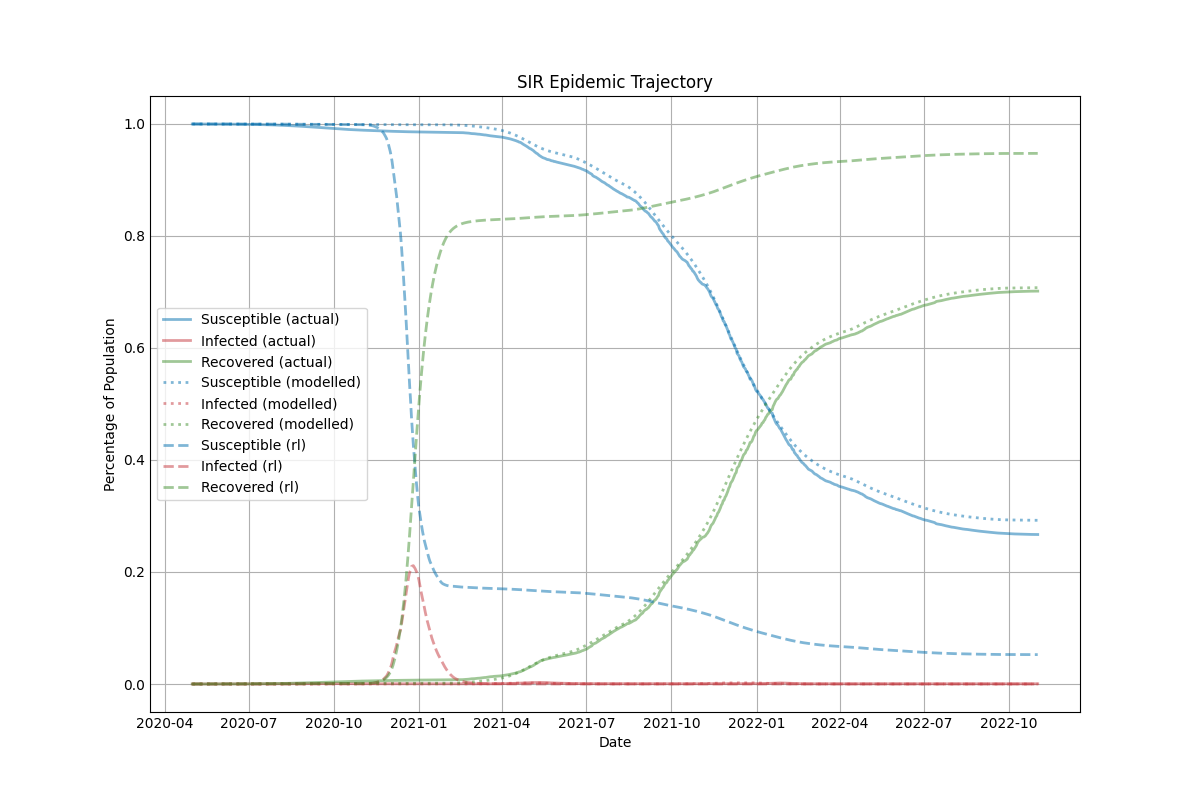 SIR Epidemic Trajectory
Percentage of Population
1.0
0.8
0.6
0.4
0.2
0.0
Susceptible (actual)
Infected (actual)
Recovered (actual)
Susceptible (modelled)
Infected (modelled)
Recovered (modelled)
Susceptible (rl)
Infected (rl)
Recovered (rl)
2020-04 2020-07 2020-10 2021-01 2021-04 2021-07 2021-10 2022-01 2022-04 2022-07 2022-10
Date